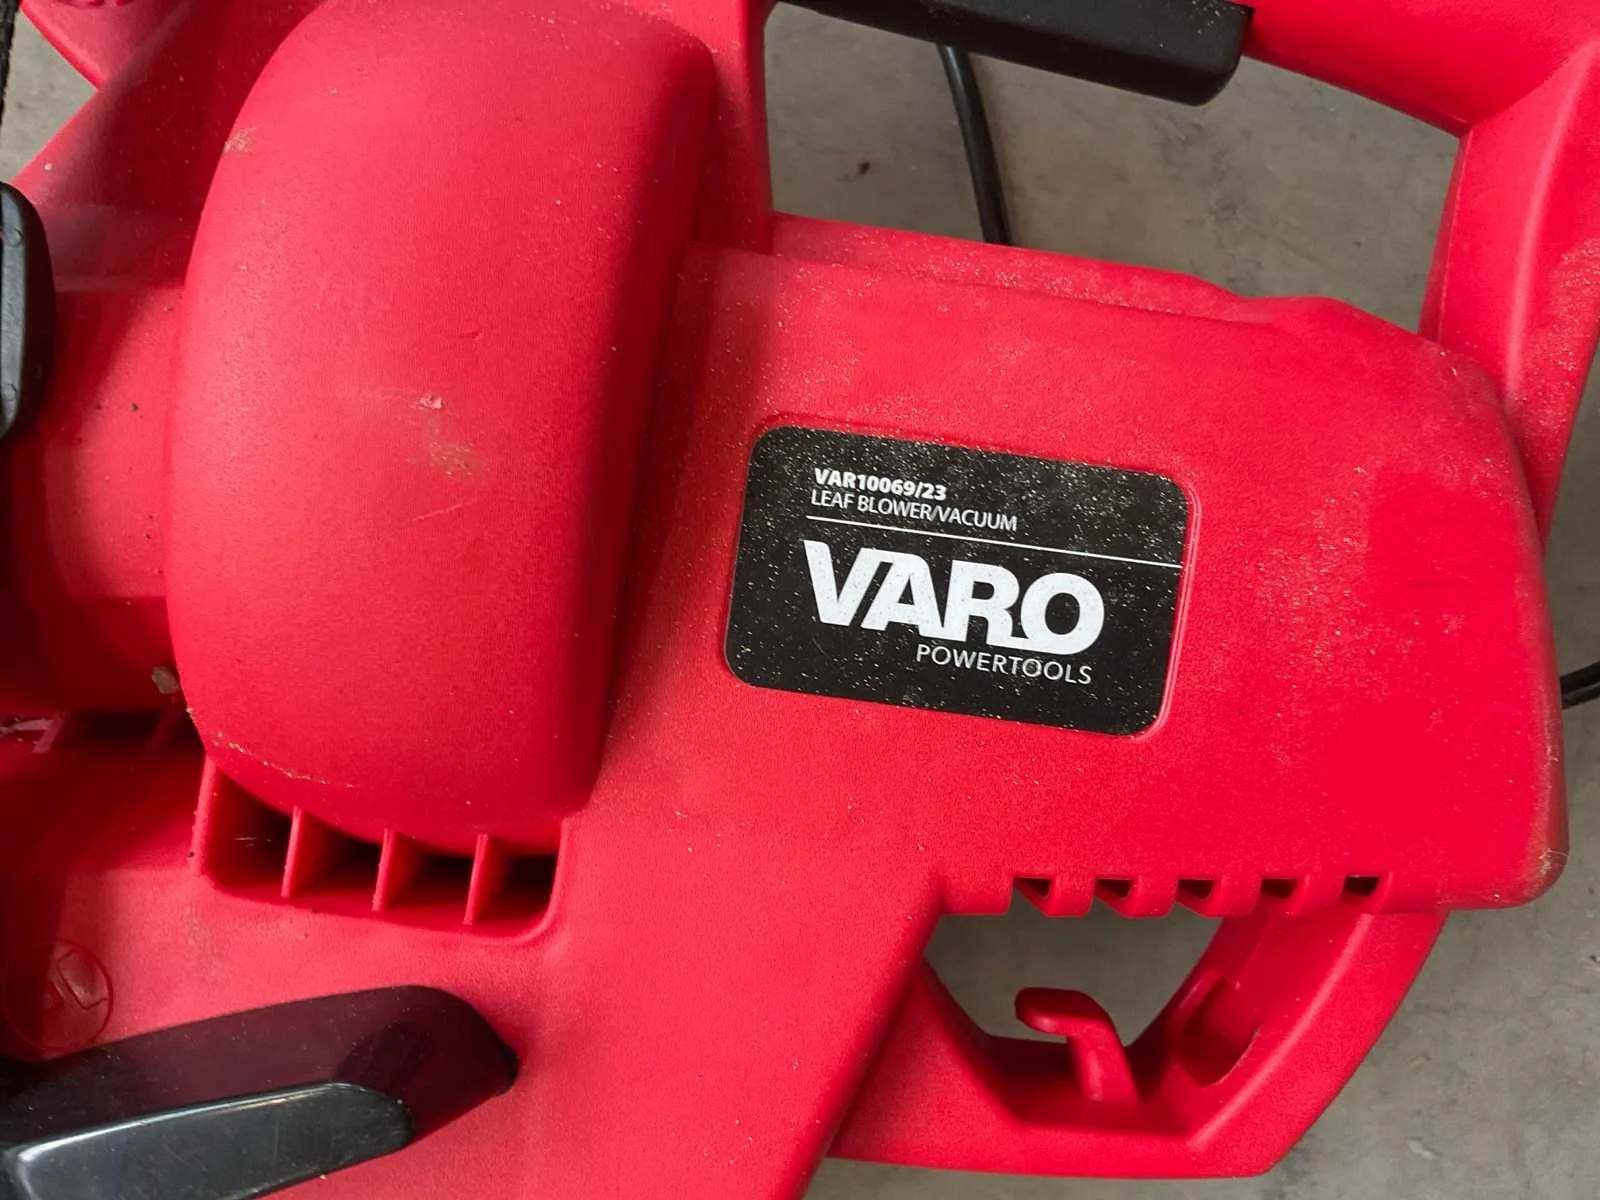 VAR10069/23
LEAF BLOWER/VACUUM
VARO
POWERTOOLS